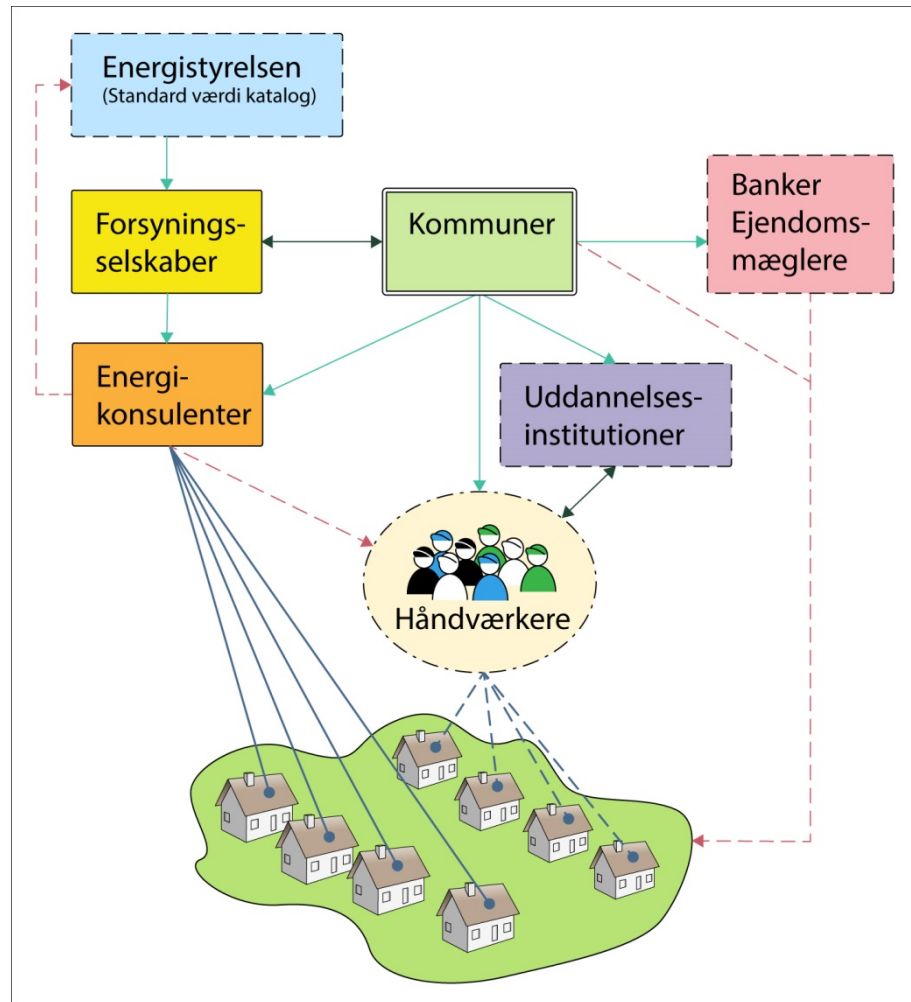 Energistyrelsen
(Standard værdi katalog)
Forsynings-
selskaber
Kommuner
Banker
Ejendoms-
mæglere
Energi-
konsulenter
Uddannelses-
institutioner
Håndværkere